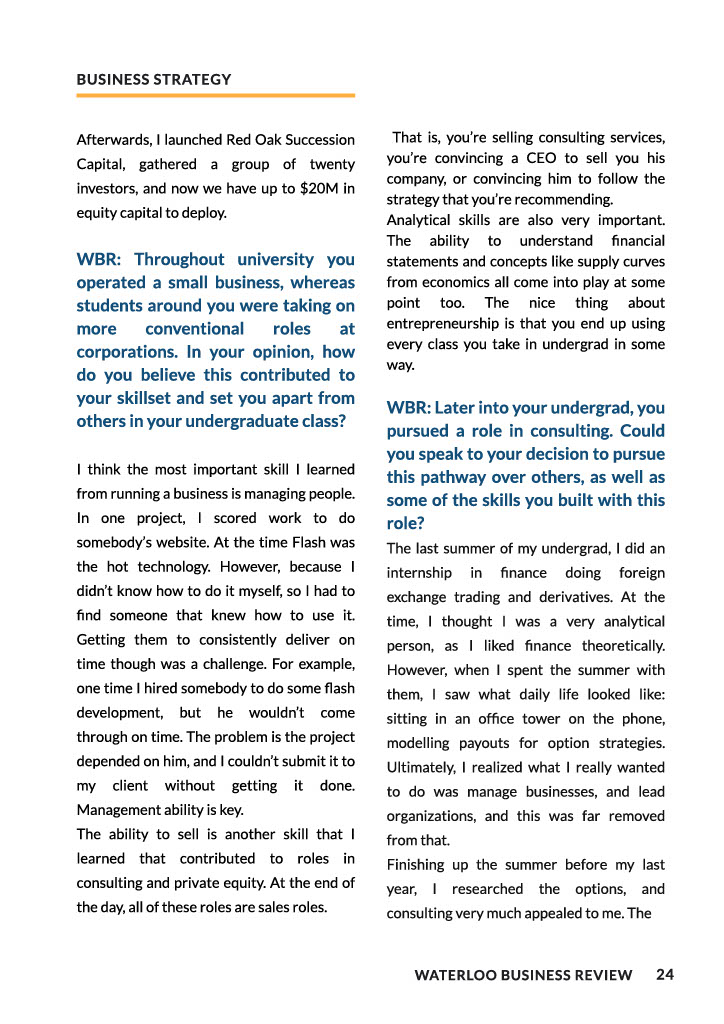 BUSINESS STRATEGY
Afterwards, I launched Red Oak Succession
Capital, gathered a group of twenty
investors, and now we have up to $20M in
equity capital to deploy.
WBR: Throughout university you
operated a small business, whereas
students around you were taking on
more conventional roles at
corporations. In your opinion, how
do you believe this contributed to
your skillset and set you apart from
others in your undergraduate class?
I think the most important skill I learned
from running a business is managing people.
In one project, I scored work to do
somebody's website. At the time Flash was
the hot technology. However, because I
didn't know how to do it myself, so I had to
find someone that knew how to use it.
Getting them to consistently deliver on
time though was a challenge. For example,
one time I hired somebody to do some flash
development, but he wouldn't come
through on time. The problem is the project
depended on him, and I couldn't submit it to
my client without getting it done.
Management ability is key.
The ability to sell is another skill that I
learned that contributed to roles in
consulting and private equity. At the end of
the day, all of these roles are sales roles.
That is, you're selling consulting services,
you're convincing a CEO to sell you his
company, or convincing him to follow the
strategy that you're recommending.
Analytical skills are also very important.
The ability to understand financial
statements and concepts like supply curves
from economics all come into play at some
point too. The nice thing about
entrepreneurship is that you end up using
every class you take in undergrad in some
way.
WBR: Later into your undergrad, you
pursued a role in consulting. Could
you speak to your decision to pursue
this pathway over others, as well as
some of the skills you built with this
role?
The last summer of my undergrad, I did an
internship in finance doing foreign
exchange trading and derivatives. At the
time, I thought I was a very analytical
person, as I liked finance theoretically.
However, when I spent the summer with
them, I saw what daily life looked like:
sitting in an office tower on the phone,
modelling payouts for option strategies.
Ultimately, I realized what I really wanted
to do was manage businesses, and lead
organizations, and this was far removed
from that.
Finishing up the summer before my last
year, I researched the options, and
consulting very much appealed to me. The
WATERLOO BUSINESS REVIEW 24